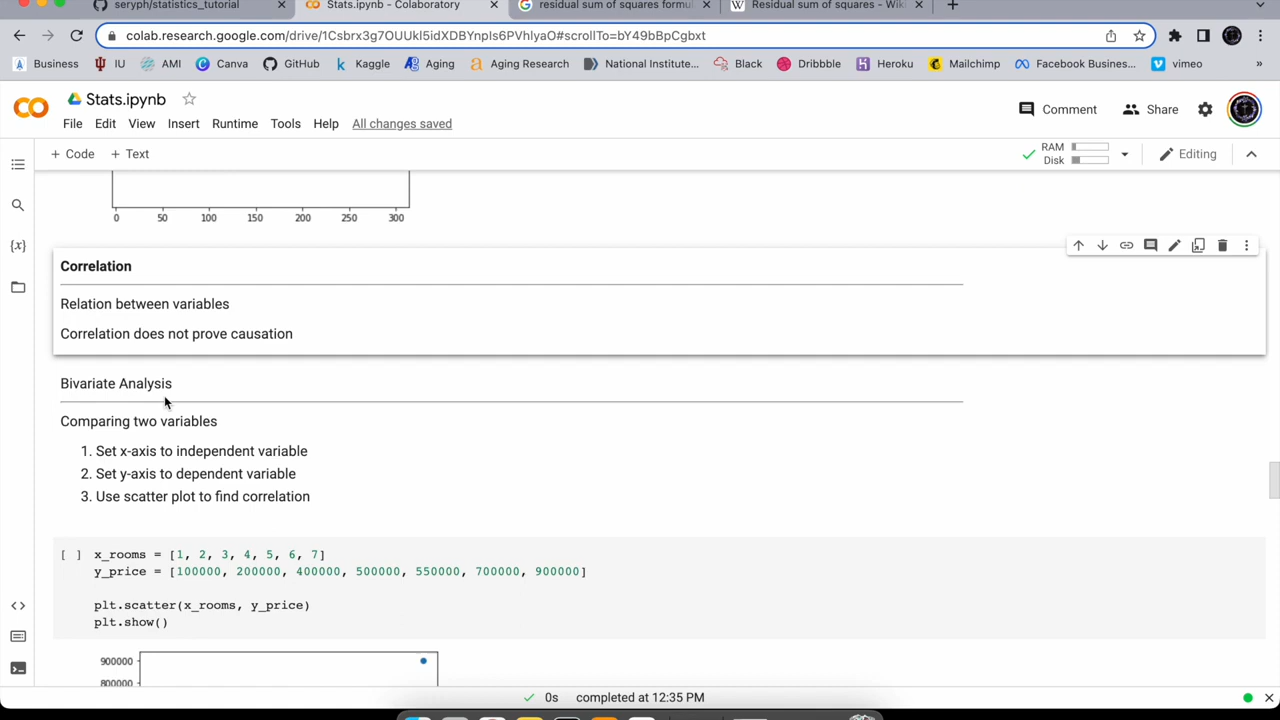 seryph/statistics_tutorial
Stats.ipynb - Colaboratory
residual sum of squares formul
Residual sum of squares - Wiki
colab.research.google.com/drive/1Csbrx3g7OUUkI5idXDBYnpIs6PVhlyaO#scrollTo=bY49bBpCgbxt
Business
IU
AMI
Canva
GitHub
Kaggle
Aging
Aging Research
National Institute...
Black
Dribbble
Heroku
Mailchimp
Facebook Busines...
vimeo
»
Stats.ipynb
Comment
Share
File Edit View Insert Runtime Tools Help All changes saved
+ Code + Text
RAM
Disk
Editing
0 50 100 150 200 250 300
Correlation
Relation between variables
Correlation does not prove causation
Bivariate Analysis
Comparing two variables
1. Set x-axis to independent variable
2. Set y-axis to dependent variable
3. Use scatter plot to find correlation
[ ] x_rooms = [1, 2, 3, 4, 5, 6, 7]
y_price = [100000, 200000, 400000, 500000, 550000, 700000, 900000]
plt.scatter(x_rooms, y_price)
plt.show()
900000
800000
0s completed at 12:35 PM